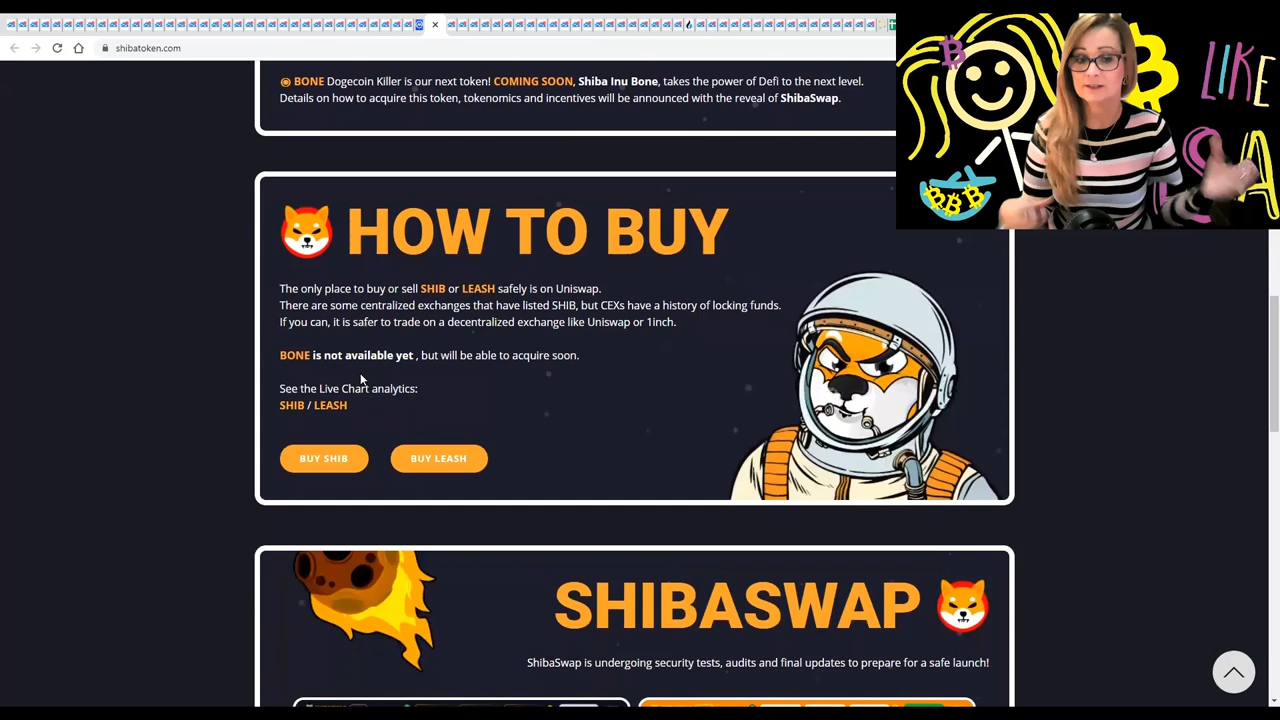 shibatoken.com
BONE Dogecoin Killer is our next token! COMING SOON, Shiba Inu Bone, takes the power of Defi to the next level.
Details on how to acquire this token, tokenomics and incentives will be announced with the reveal of ShibaSwap.
LIKE
HOW TO BUY
The only place to buy or sell SHIB or LEASH safely is on Uniswap.
There are some centralized exchanges that have listed SHIB, but CEXs have a history of locking funds.
If you can, it is safer to trade on a decentralized exchange like Uniswap or 1inch.
BONE is not available yet , but will be able to acquire soon.
See the Live Chart analytics:
SHIB / LEASH
BUY SHIB
BUY LEASH
SHIBASWAP
ShibaSwap is undergoing security tests, audits and final updates to prepare for a safe launch!